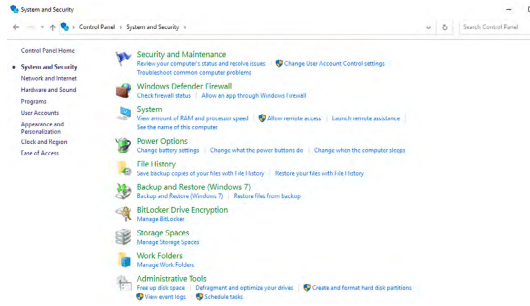 System and Security
Control Panel › System and Security ›
Search Control Panel
Control Panel Home
System and Security
Network and Internet
Hardware and Sound
Programs
User Accounts
Appearance and
Personalization
Clock and Region
Ease of Access
Security and Maintenance
Review your computer's status and resolve issues | Change User Account Control settings
Troubleshoot common computer problems
Windows Defender Firewall
Check firewall status | Allow an app through Windows Firewall
System
View amount of RAM and processor speed | Allow remote access | Launch remote assistance
See the name of this computer
Power Options
Change battery settings | Change what the power buttons do | Change when the computer sleeps
File History
Save backup copies of your files with File History | Restore your files with File History
Backup and Restore (Windows 7)
Backup and Restore (Windows 7) | Restore files from backup
BitLocker Drive Encryption
Manage BitLocker
Storage Spaces
Manage Storage Spaces
Work Folders
Manage Work Folders
Administrative Tools
Free up disk space | Defragment and optimize your drives | Create and format hard disk partitions
View event logs | Schedule tasks